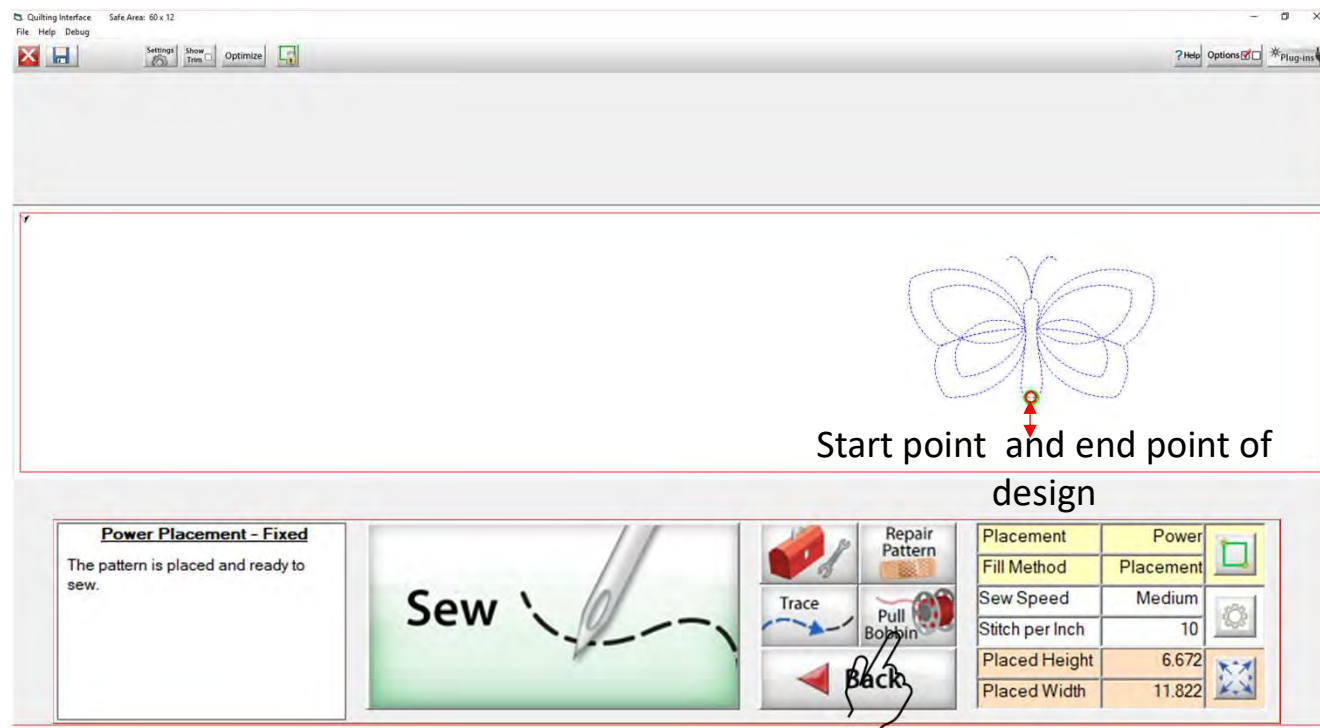 Quilting Interface Safe Area: 60 x 12
File Help Debug
Settings Show Trim Optimize ?Help Options Plug-ins
Start point and end point of
design
Power Placement - Fixed
The pattern is placed and ready to
sew.
Sew
Repair
Pattern
Trace
Pull
Bobbin
Back
Placement Power
Fill Method Placement
Sew Speed Medium
Stitch per Inch 10
Placed Height 6.672
Placed Width 11.822